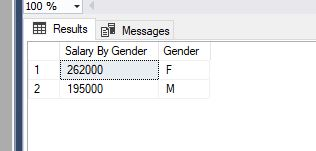 100 %
Results Messages
Salary By Gender Gender
1 262000 F
2 195000 M